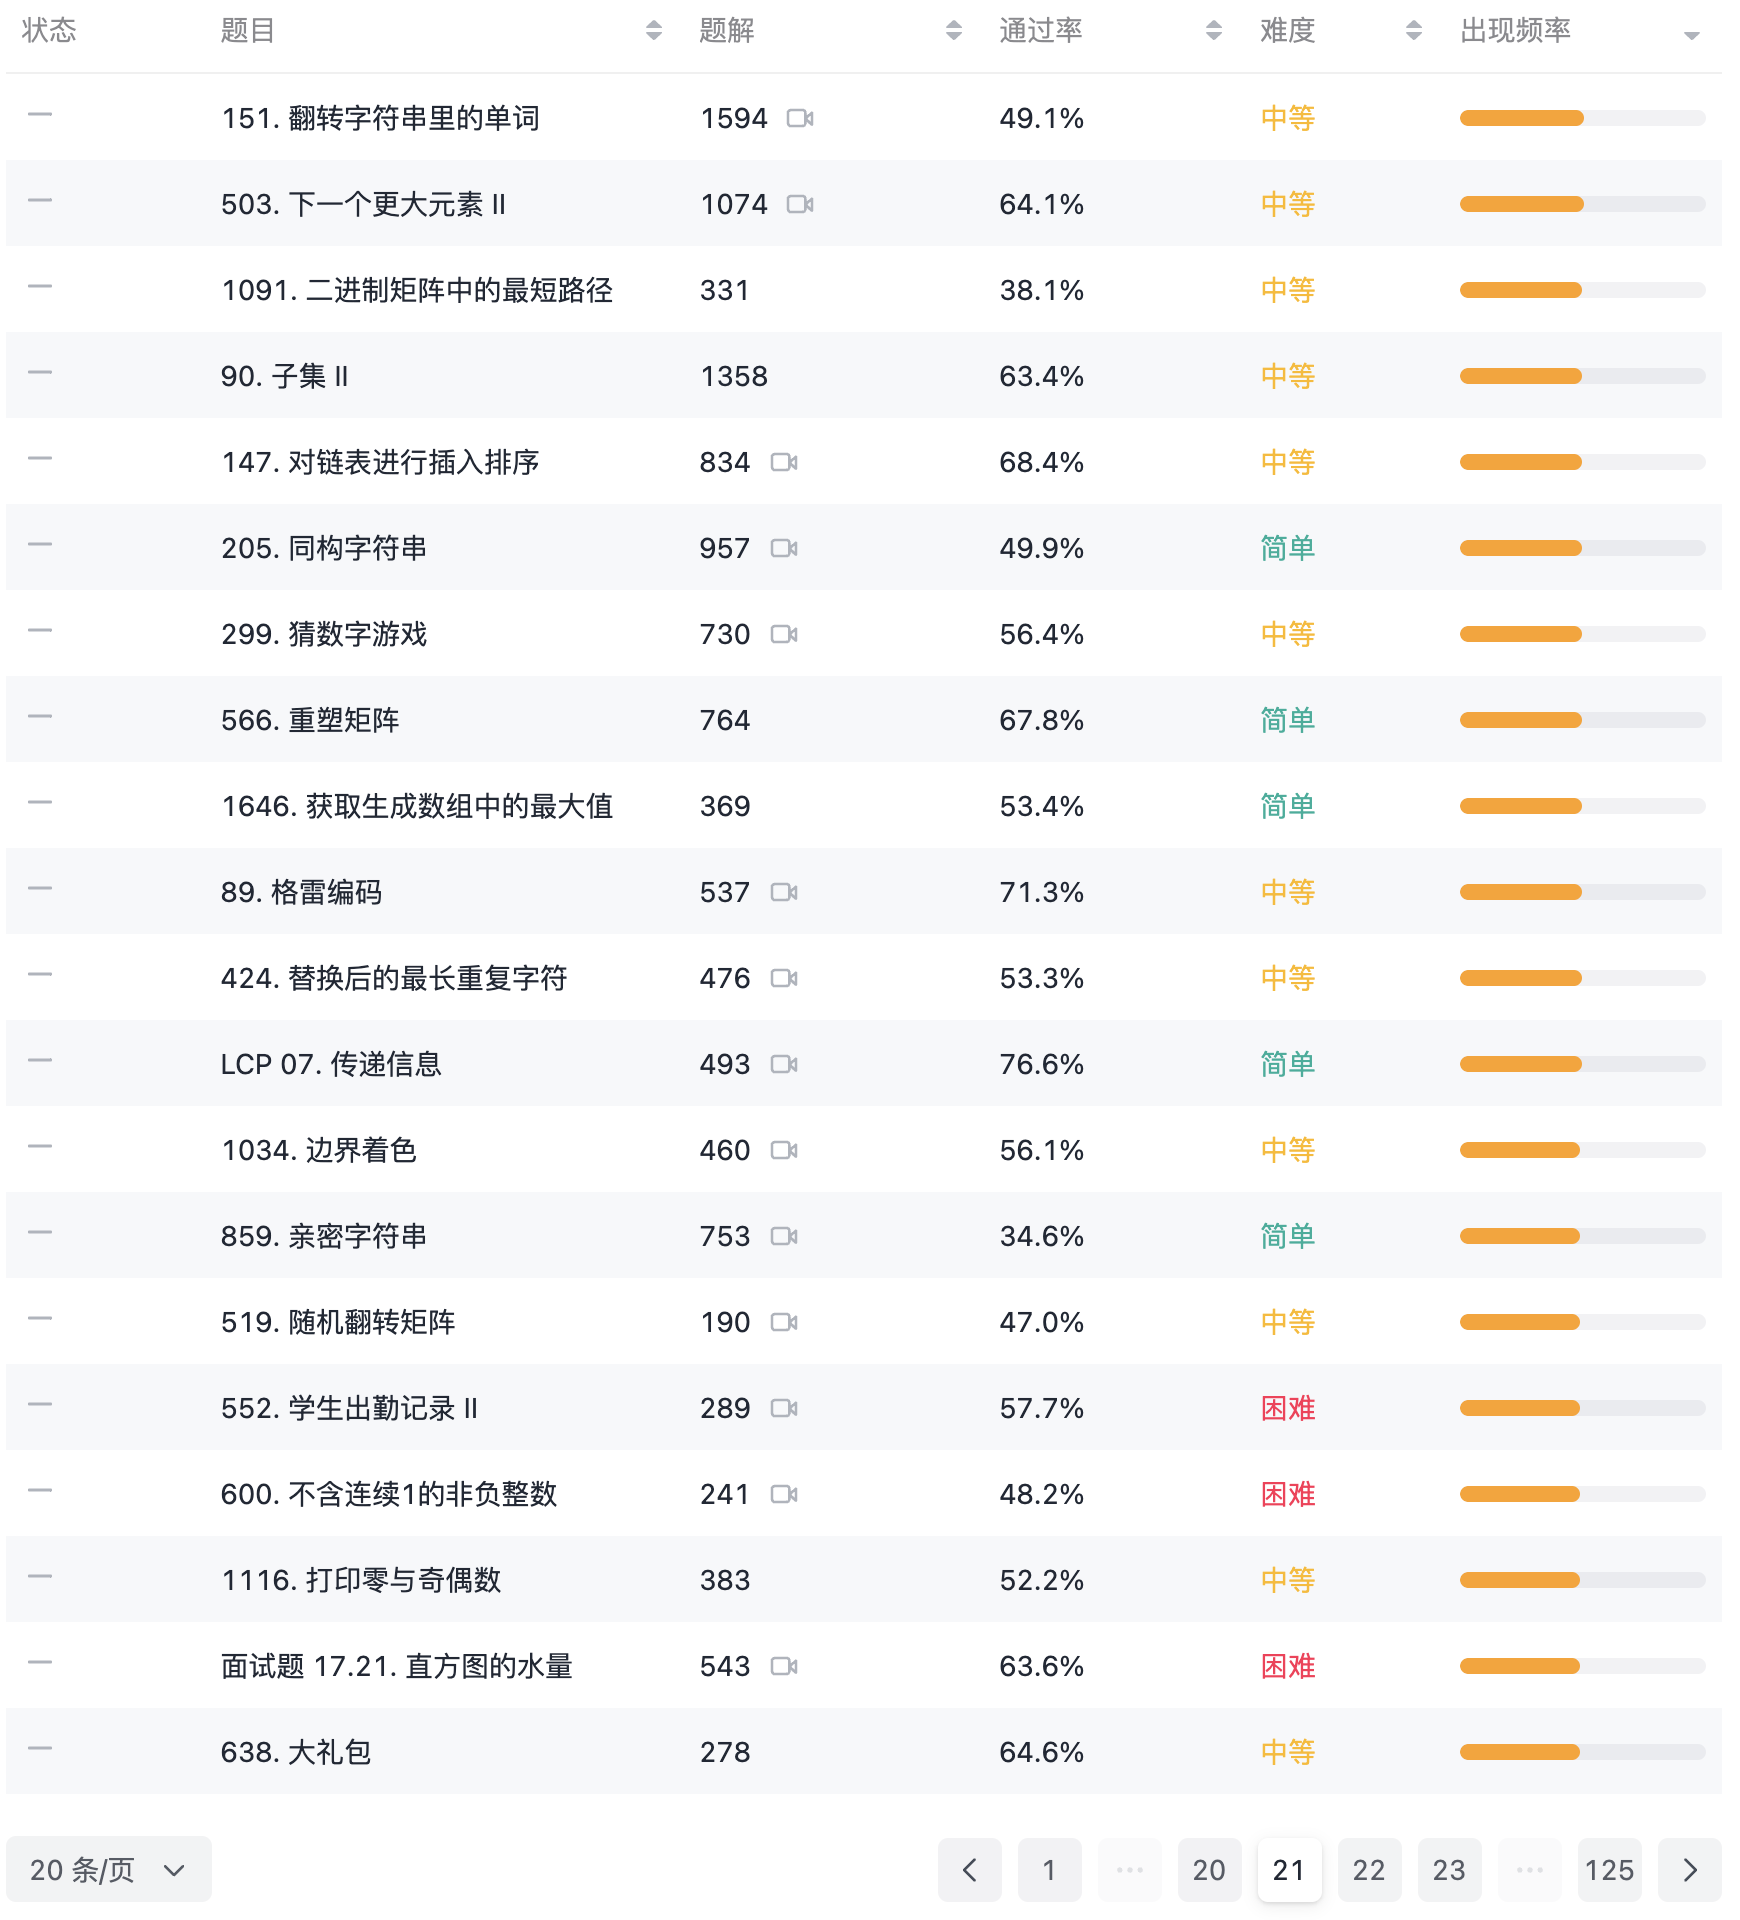 状态 题目 题解 通过率 难度 出现频率
151. 翻转字符串里的单词 1594 49.1% 中等
503. 下一个更大元素 II 1074 64.1% 中等
1091. 二进制矩阵中的最短路径 331 38.1% 中等
90. 子集 II 1358 63.4% 中等
147. 对链表进行插入排序 834 68.4% 中等
205. 同构字符串 957 49.9% 简单
299. 猜数字游戏 730 56.4% 中等
566. 重塑矩阵 764 67.8% 简单
1646. 获取生成数组中的最大值 369 53.4% 简单
89. 格雷编码 537 71.3% 中等
424. 替换后的最长重复字符 476 53.3% 中等
LCP 07. 传递信息 493 76.6% 简单
1034. 边界着色 460 56.1% 中等
859. 亲密字符串 753 34.6% 简单
519. 随机翻转矩阵 190 47.0% 中等
552. 学生出勤记录 II 289 57.7% 困难
600. 不含连续1的非负整数 241 48.2% 困难
1116. 打印零与奇偶数 383 52.2% 中等
面试题 17.21. 直方图的水量 543 63.6% 困难
638. 大礼包 278 64.6% 中等
20 条/页 1 ··· 20 21 22 23 ··· 125